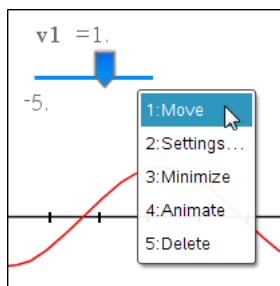 v1 =1.
-5.
1:Move
2:Settings...
3:Minimize
4:Animate
5:Delete